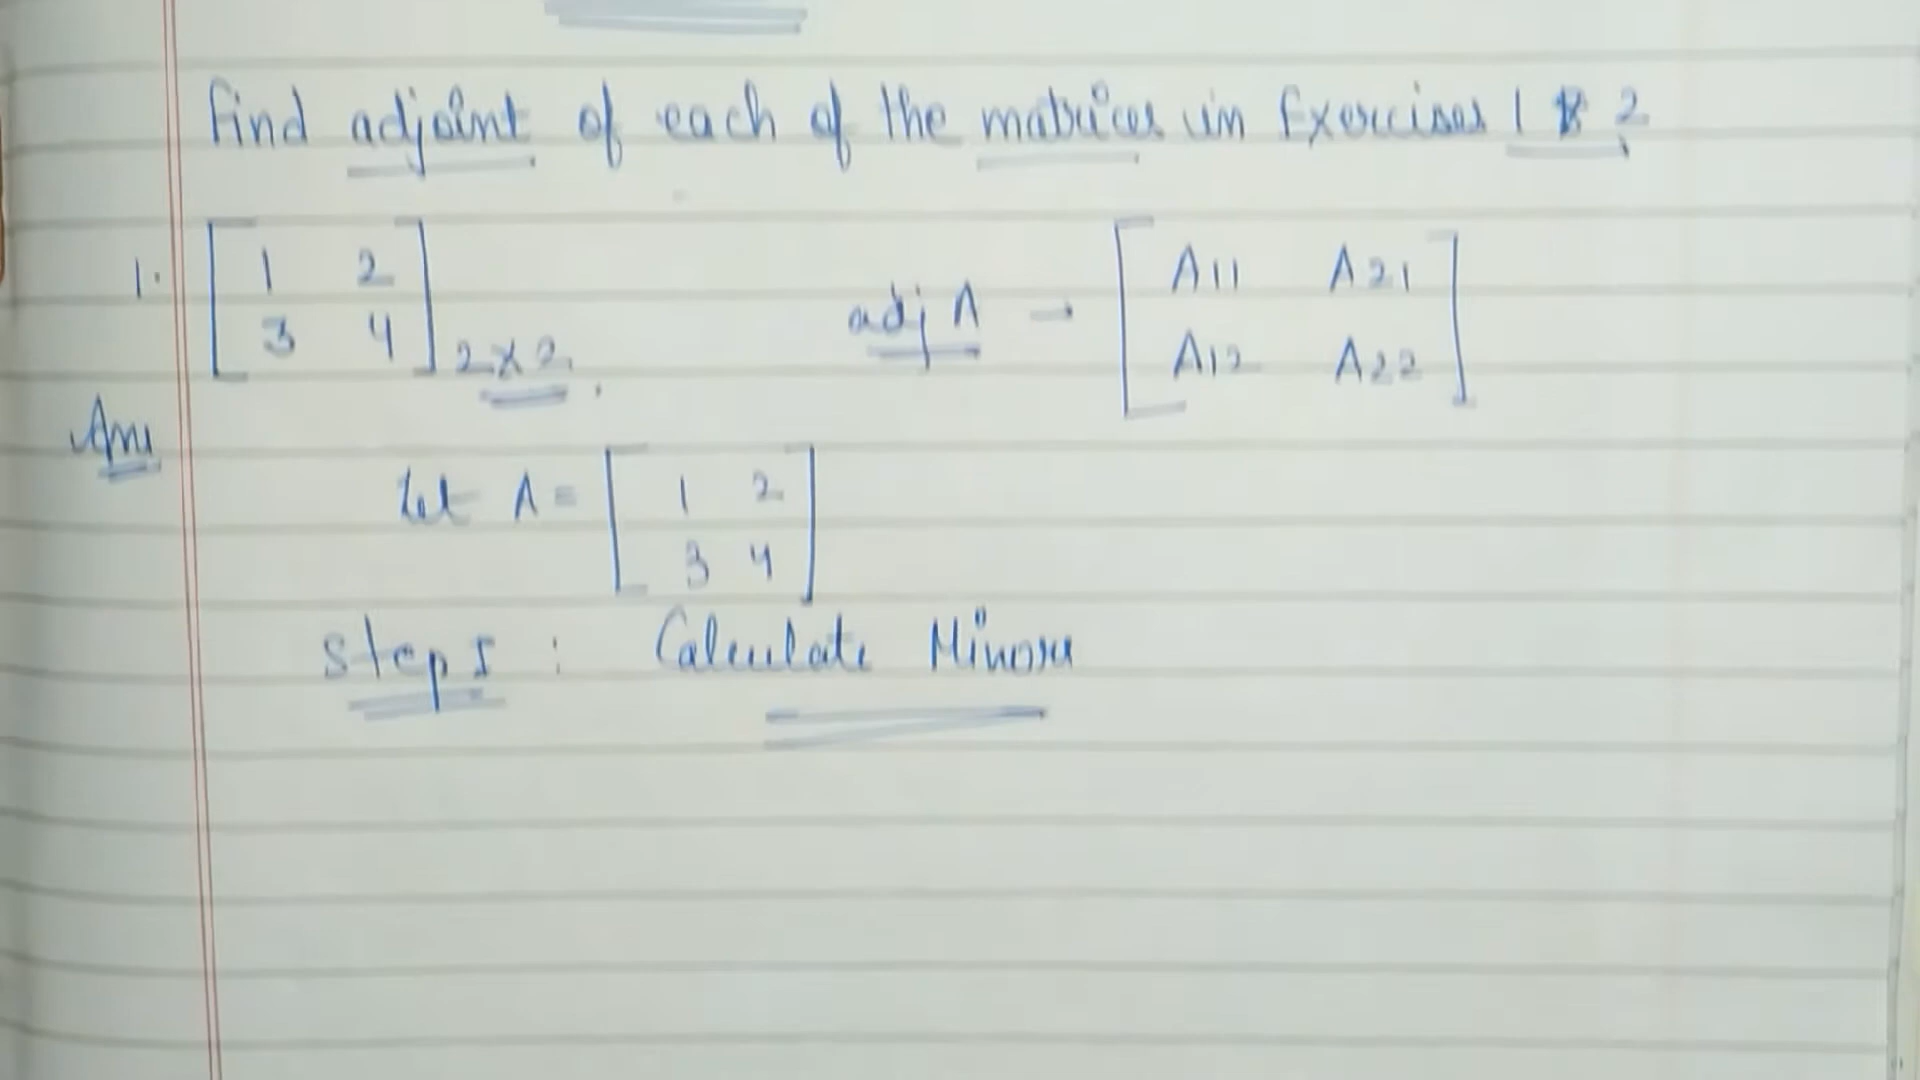 Find adjoint of each of the matrices in Exercises 1 & 2
1. [ 1 2
3 4 ] 2×2.
adj A → [ A11 A21
A12 A22 ]
Ans
Let A = [ 1 2
3 4 ]
Step I : Calculate Minors